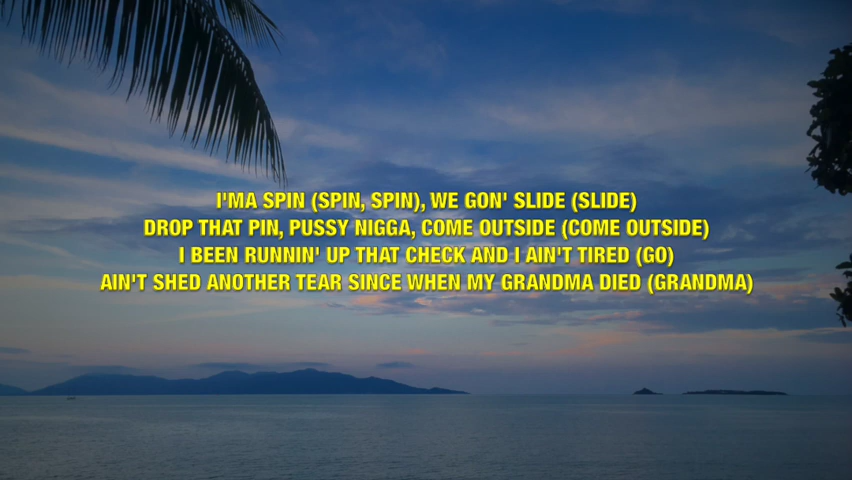 I'MA SPIN (SPIN, SPIN), WE GON' SLIDE (SLIDE)
DROP THAT PIN, PUSSY NIGGA, COME OUTSIDE (COME OUTSIDE)
I BEEN RUNNIN' UP THAT CHECK AND I AIN'T TIRED (GO)
AIN'T SHED ANOTHER TEAR SINCE WHEN MY GRANDMA DIED (GRANDMA)